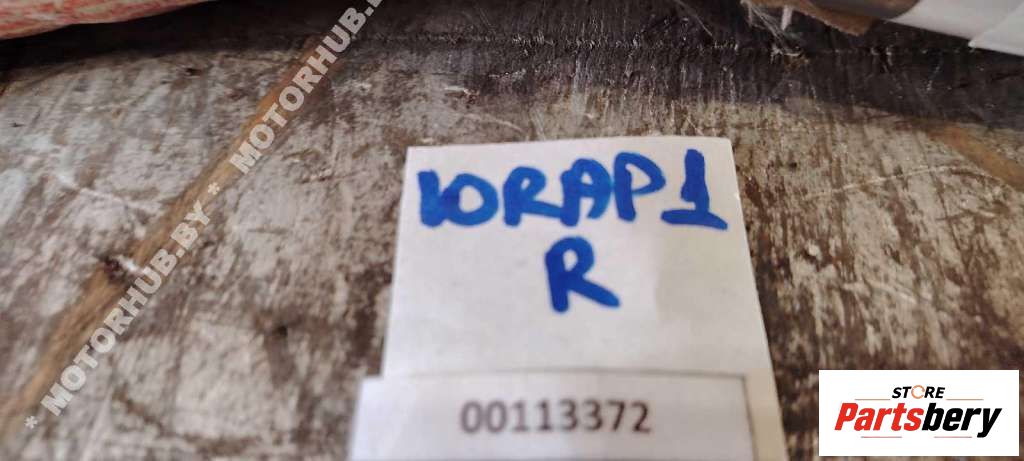 * MOTORHUB.BY * MOTORHUB.BY
10RAP1
R
00113372
STORE
Partsbery